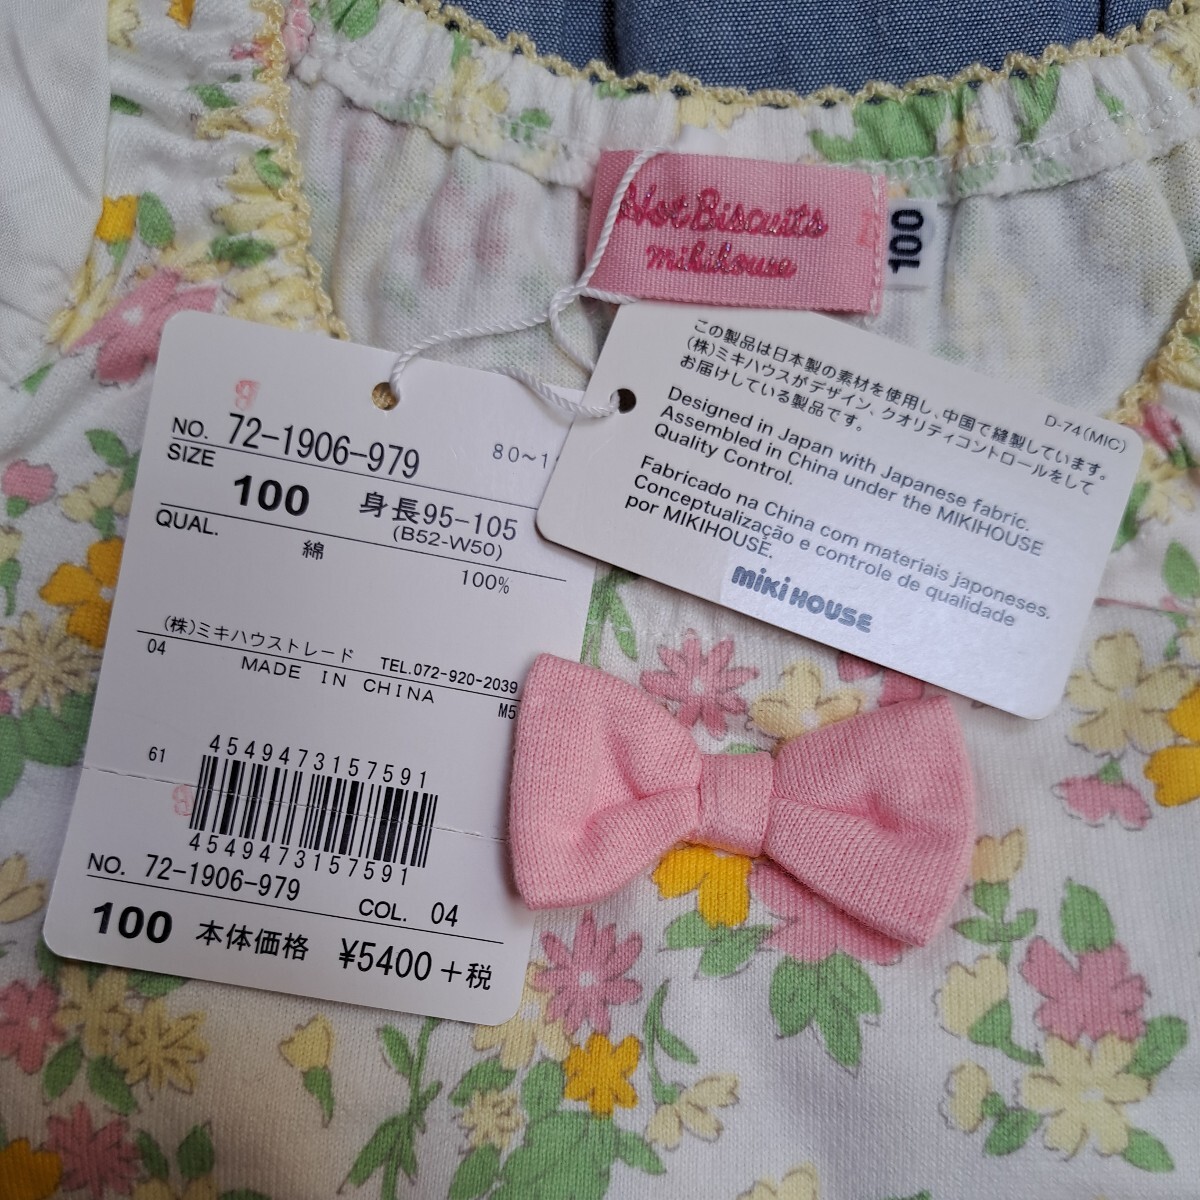 Hot Biscuits
mikihouse
100
この製品は日本製の素材を使用し、中国で縫製しています。
(株)ミキハウスがデザイン、クオリティコントロールをして
お届けしている製品です。
D-74(MIC)
Designed in Japan with Japanese fabric.
Assembled in China under the MIKIHOUSE
Quality Control.
Fabricado na China com materiais japoneses.
Conceptualização e controle de qualidade
por MIKIHOUSE.
miki HOUSE
NO. 72-1906-979
80~1
SIZE 100 身長95-105
(B52-W50)
QUAL. 綿 100%
(株)ミキハウストレード TEL.072-920-2039
04 MADE IN CHINA M5
61
4549473157591
4549473157591
NO. 72-1906-979
COL. 04
100 本体価格 ¥5400+税